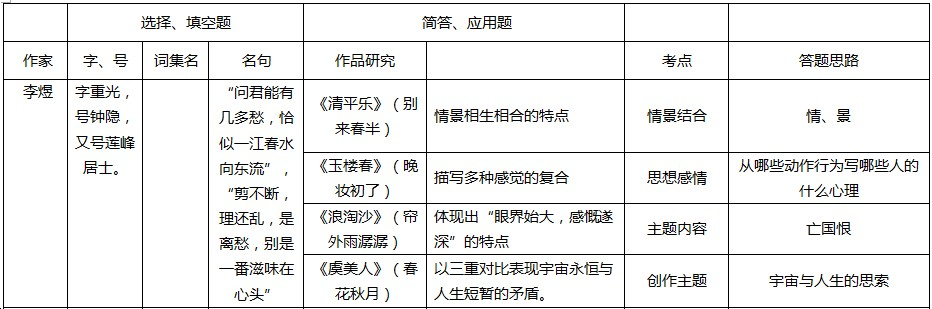 选择、填空题 简答、应用题
作家 字、号 词集名 名句 作品研究 考点 答题思路
李煜
字重光，
号钟隐，
又号莲峰
居士。
“问君能有
几多愁，恰
似一江春水
向东流”，
“剪不断，
理还乱，是
离愁，别是
一番滋味在
心头”
《清平乐》（别
来春半）
情景相生相合的特点
情景结合
情、景
《玉楼春》（晚
妆初了）
描写多种感觉的复合
思想感情
从哪些动作行为写哪些人的
什么心理
《浪淘沙》（帘
外雨潺潺）
体现出“眼界始大，感慨遂
深”的特点
主题内容
亡国恨
《虞美人》（春
花秋月）
以三重对比表现宇宙永恒与
人生短暂的矛盾。
创作主题
宇宙与人生的思索